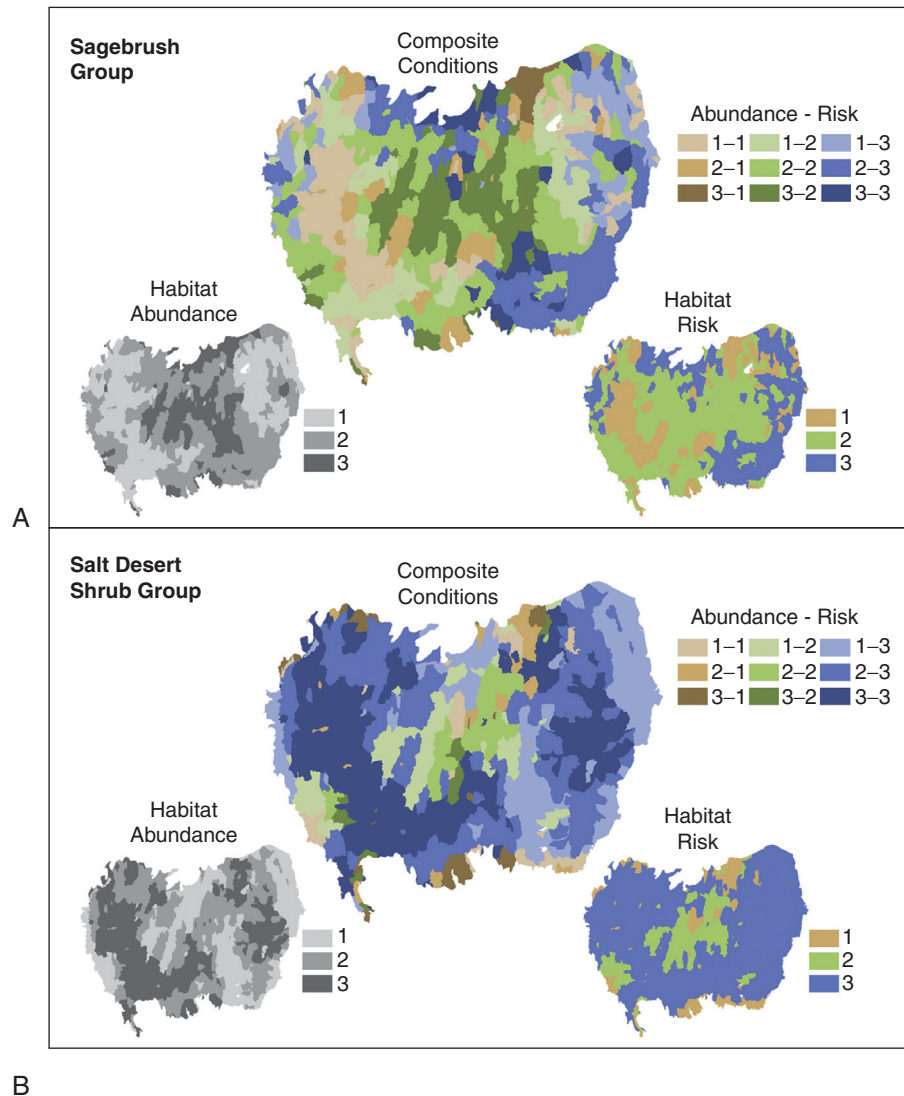 Sagebrush
Group
Composite
Conditions
Abundance - Risk
1–1 1–2 1–3
2–1 2–2 2–3
3–1 3–2 3–3
Habitat
Abundance
1
2
3
Habitat
Risk
1
2
3
A
Salt Desert
Shrub Group
Composite
Conditions
Abundance - Risk
1–1 1–2 1–3
2–1 2–2 2–3
3–1 3–2 3–3
Habitat
Abundance
1
2
3
Habitat
Risk
1
2
3
B